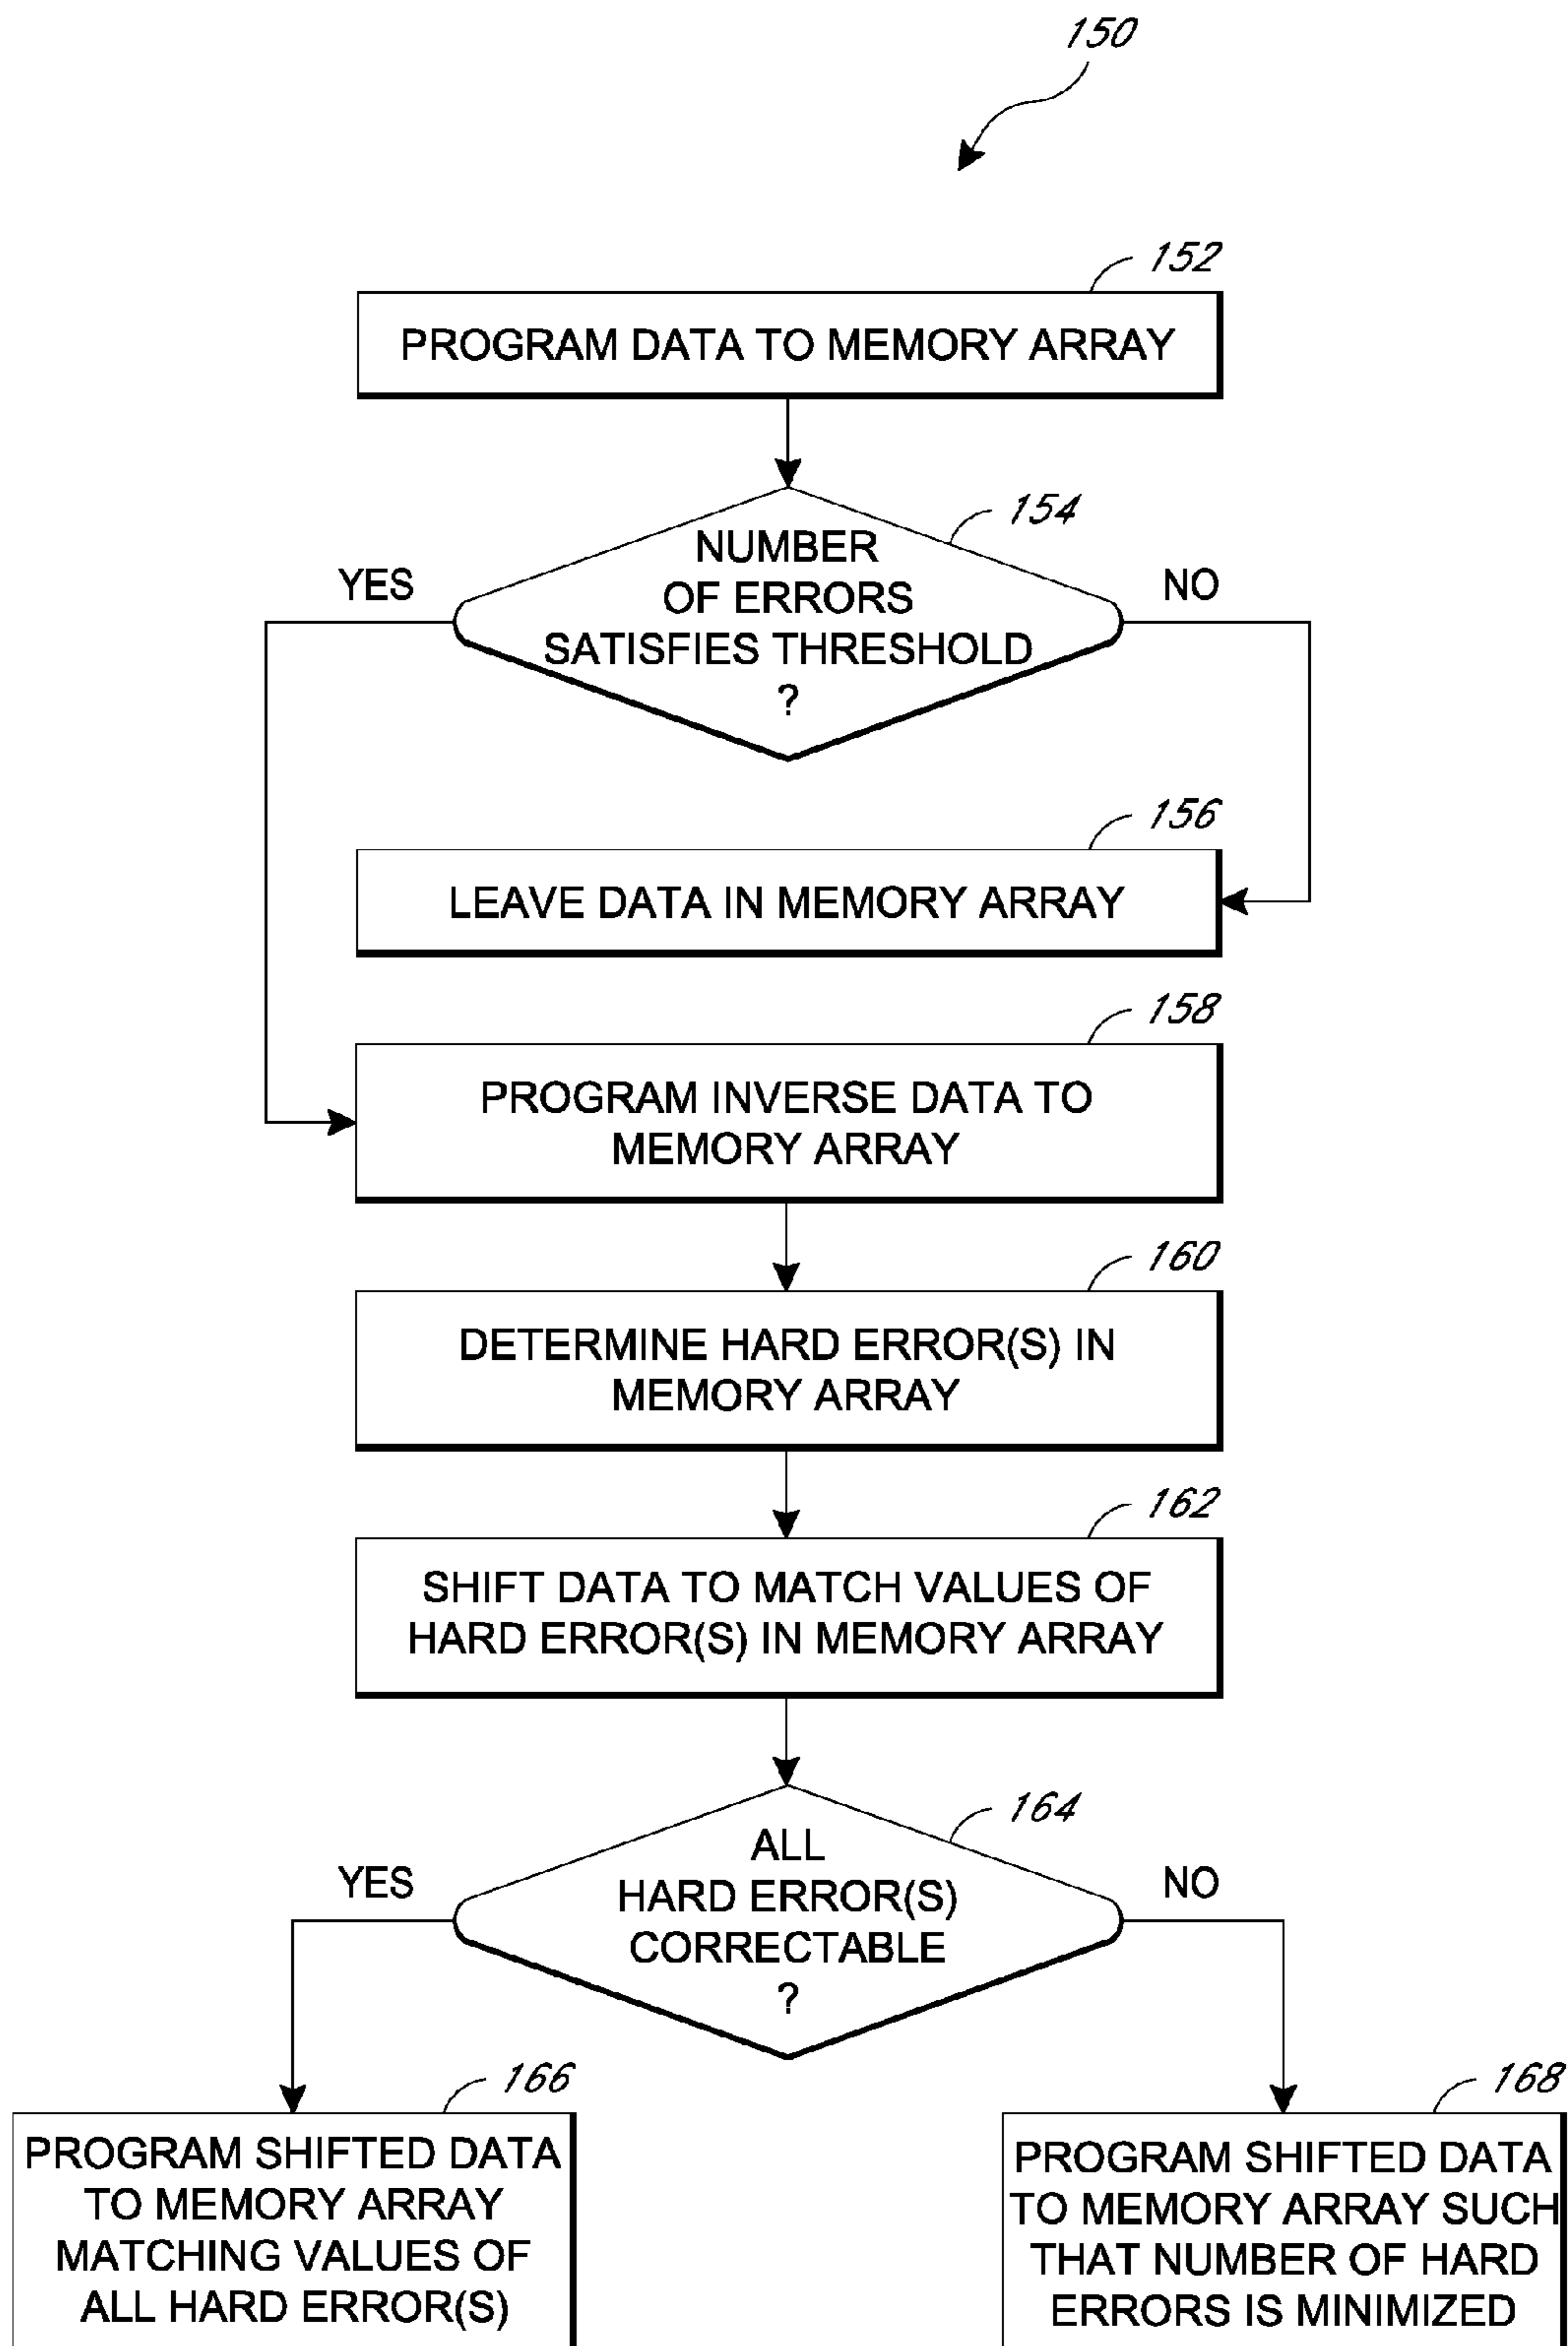 150
152
PROGRAM DATA TO MEMORY ARRAY
154
NUMBER
OF ERRORS
SATISFIES THRESHOLD
?
YES
NO
156
LEAVE DATA IN MEMORY ARRAY
158
PROGRAM INVERSE DATA TO
MEMORY ARRAY
160
DETERMINE HARD ERROR(S) IN
MEMORY ARRAY
162
SHIFT DATA TO MATCH VALUES OF
HARD ERROR(S) IN MEMORY ARRAY
164
ALL
HARD ERROR(S)
CORRECTABLE
?
YES
NO
166
PROGRAM SHIFTED DATA
TO MEMORY ARRAY
MATCHING VALUES OF
ALL HARD ERROR(S)
168
PROGRAM SHIFTED DATA
TO MEMORY ARRAY SUCH
THAT NUMBER OF HARD
ERRORS IS MINIMIZED